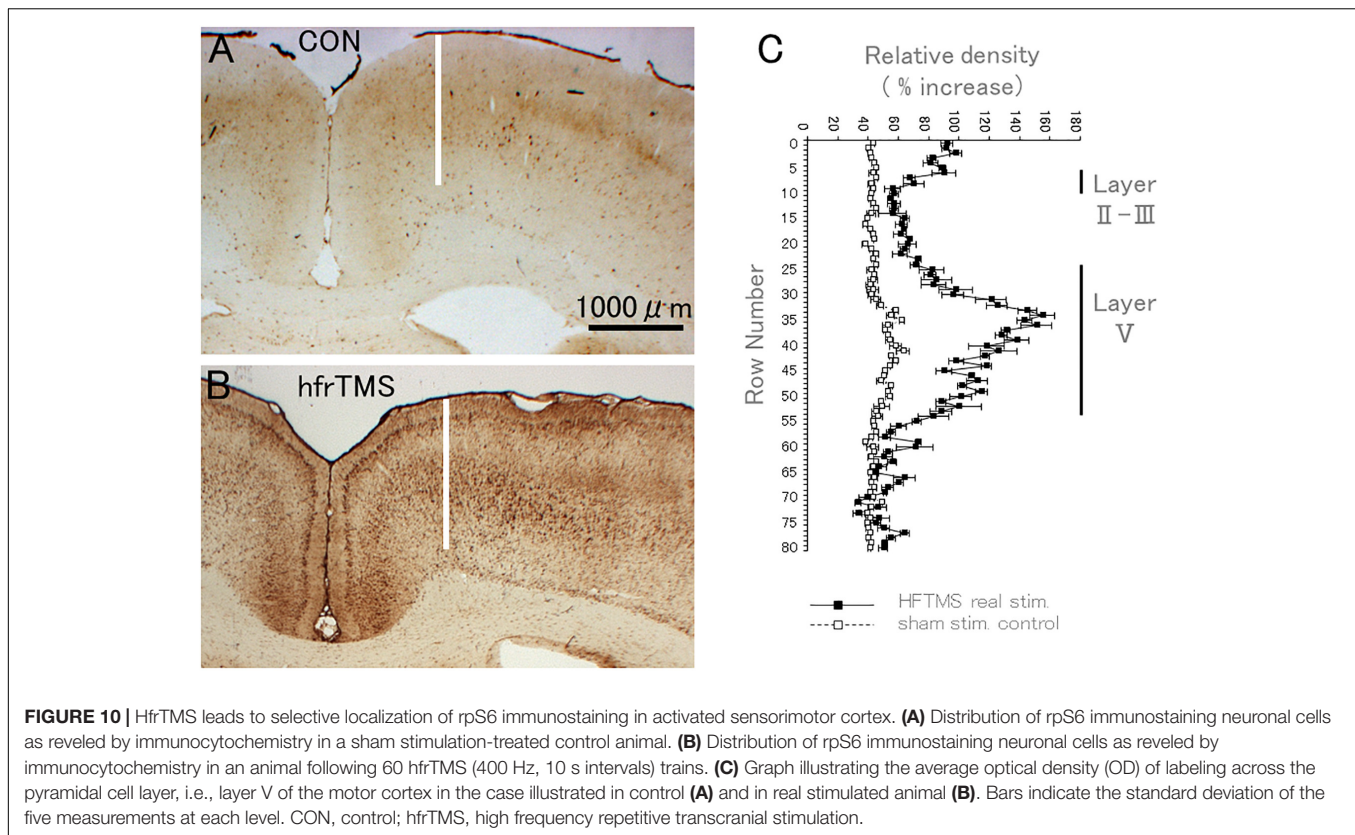 A
CON
1000 μm
B
hfrTMS
C
Relative density
( % increase)
0 20 40 60 80 100 120 140 160 180
Row Number
0
5
10
15
20
25
30
35
40
45
50
55
60
65
70
75
80
Layer
Ⅱ-Ⅲ
Layer
Ⅴ
HFTMS real stim.
sham stim. control
FIGURE 10 | HfrTMS leads to selective localization of rpS6 immunostaining in activated sensorimotor cortex. (A) Distribution of rpS6 immunostaining neuronal cells
as reveled by immunocytochemistry in a sham stimulation-treated control animal. (B) Distribution of rpS6 immunostaining neuronal cells as reveled by
immunocytochemistry in an animal following 60 hfrTMS (400 Hz, 10 s intervals) trains. (C) Graph illustrating the average optical density (OD) of labeling across the
pyramidal cell layer, i.e., layer V of the motor cortex in the case illustrated in control (A) and in real stimulated animal (B). Bars indicate the standard deviation of the
five measurements at each level. CON, control; hfrTMS, high frequency repetitive transcranial stimulation.